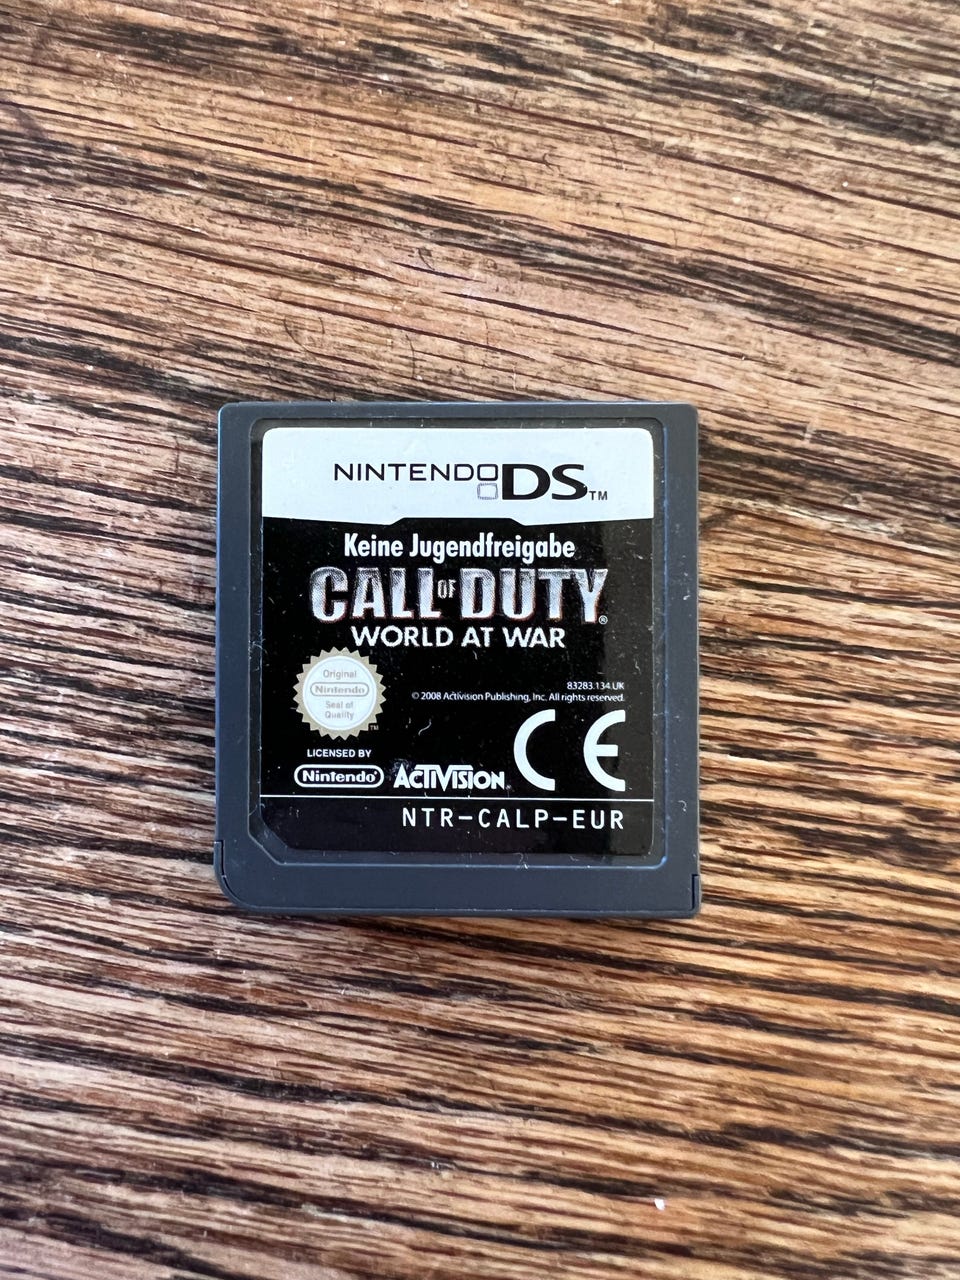 NINTENDO DS™
Keine Jugendfreigabe
CALL OF DUTY®
WORLD AT WAR
Original
Nintendo
Seal of
Quality
™
83283.134.UK
© 2008 Activision Publishing, Inc. All rights reserved.
LICENSED BY
Nintendo®
ACTIVISION
CE
NTR-CALP-EUR